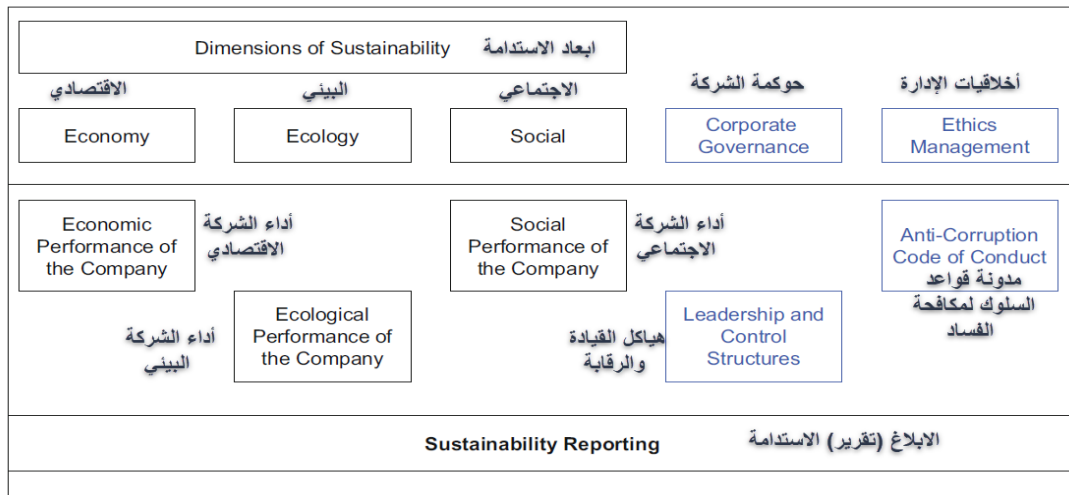 Dimensions of Sustainability ابعاد الاستدامة
الاقتصادي
البيئي
الاجتماعي
حوكمة الشركة
أخلاقيات الإدارة
Economy
Ecology
Social
Corporate
Governance
Ethics
Management
Economic
Performance of
the Company
أداء الشركة
الاقتصادي
Social
Performance of
the Company
أداء الشركة
الاجتماعي
Anti-Corruption
Code of Conduct
مدونة قواعد
السلوك لمكافحة
الفساد
أداء الشركة
البيئي
Ecological
Performance of
the Company
هياكل القيادة
والرقابة
Leadership and
Control
Structures
Sustainability Reporting الابلاغ (تقرير) الاستدامة